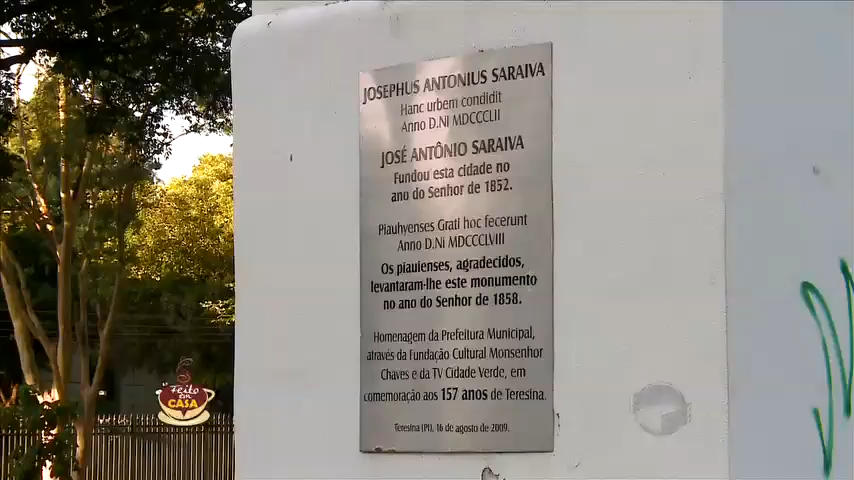 JOSEPHUS ANTONIUS SARAIVA
Hanc urbem condidit
Anno D.Ni MDCCCLII
JOSÉ ANTÔNIO SARAIVA
Fundou esta cidade no
ano do Senhor de 1852.
Piauhyenses Grati hoc fecerunt
Anno D.Ni MDCCCLVIII
Os piauienses, agradecidos,
levantaram-lhe este monumento
no ano do Senhor de 1858.
Homenagem da Prefeitura Municipal,
através da Fundação Cultural Monsenhor
Chaves e da TV Cidade Verde, em
comemoração aos 157 anos de Teresina.
Teresina (PI), 16 de agosto de 2009.
Feito
em
CASA